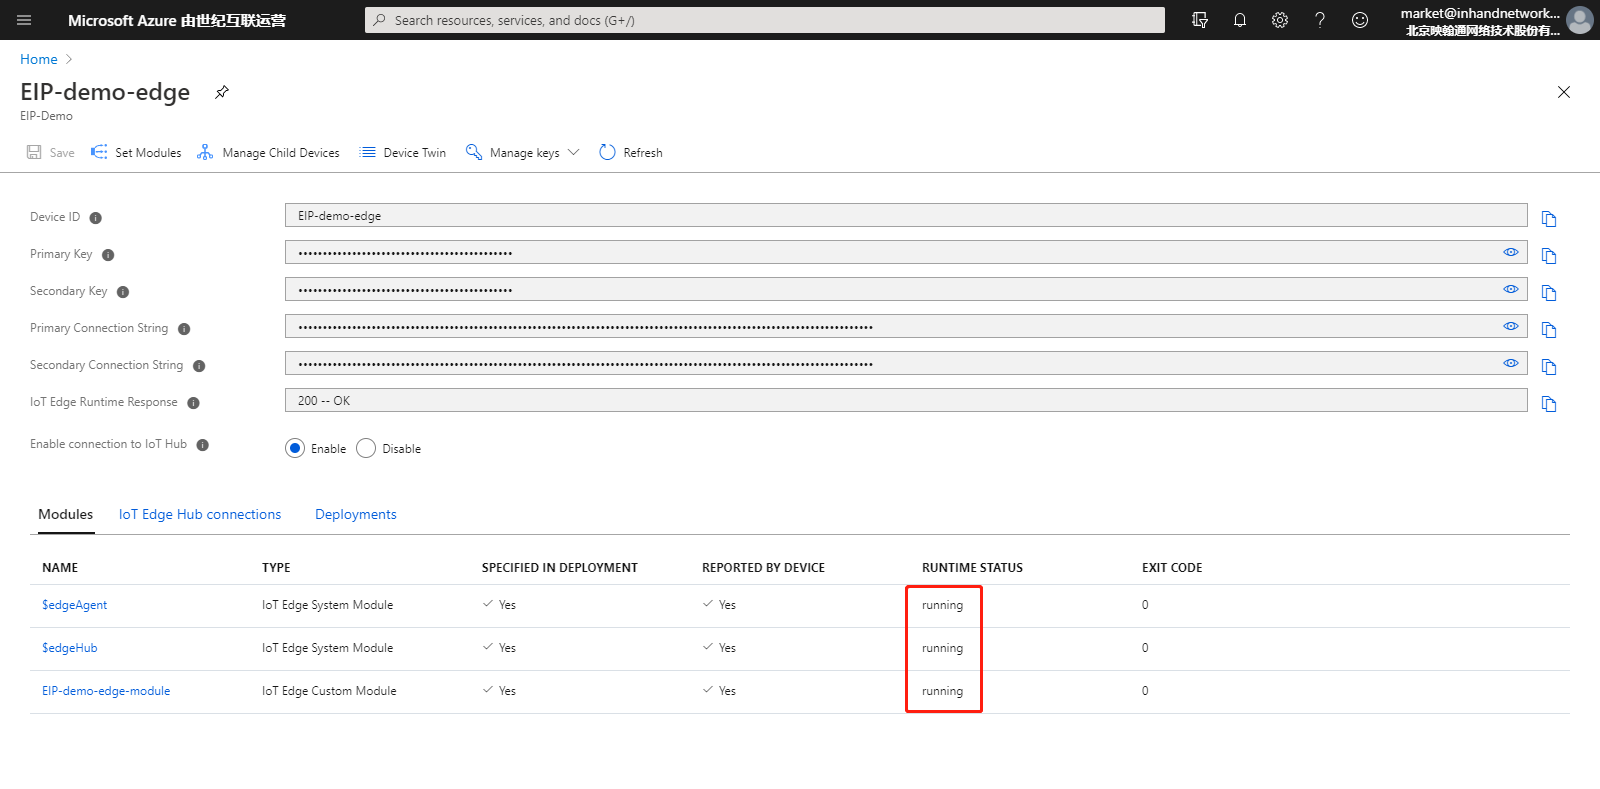 Microsoft Azure 由世纪互联运营
Search resources, services, and docs (G+/)
market@inhandnetwork...
北京映翰通网络技术股份有...
Home
EIP-demo-edge
EIP-Demo
Save Set Modules Manage Child Devices Device Twin Manage keys Refresh
Device ID EIP-demo-edge
Primary Key ••••••••••••••••••••••••••••••••••••••••••••
Secondary Key ••••••••••••••••••••••••••••••••••••••••••••
Primary Connection String
Secondary Connection String
IoT Edge Runtime Response 200 -- OK
Enable connection to IoT Hub Enable Disable
Modules IoT Edge Hub connections Deployments
NAME TYPE SPECIFIED IN DEPLOYMENT REPORTED BY DEVICE RUNTIME STATUS EXIT CODE
$edgeAgent IoT Edge System Module Yes Yes running 0
$edgeHub IoT Edge System Module Yes Yes running 0
EIP-demo-edge-module IoT Edge Custom Module Yes Yes running 0